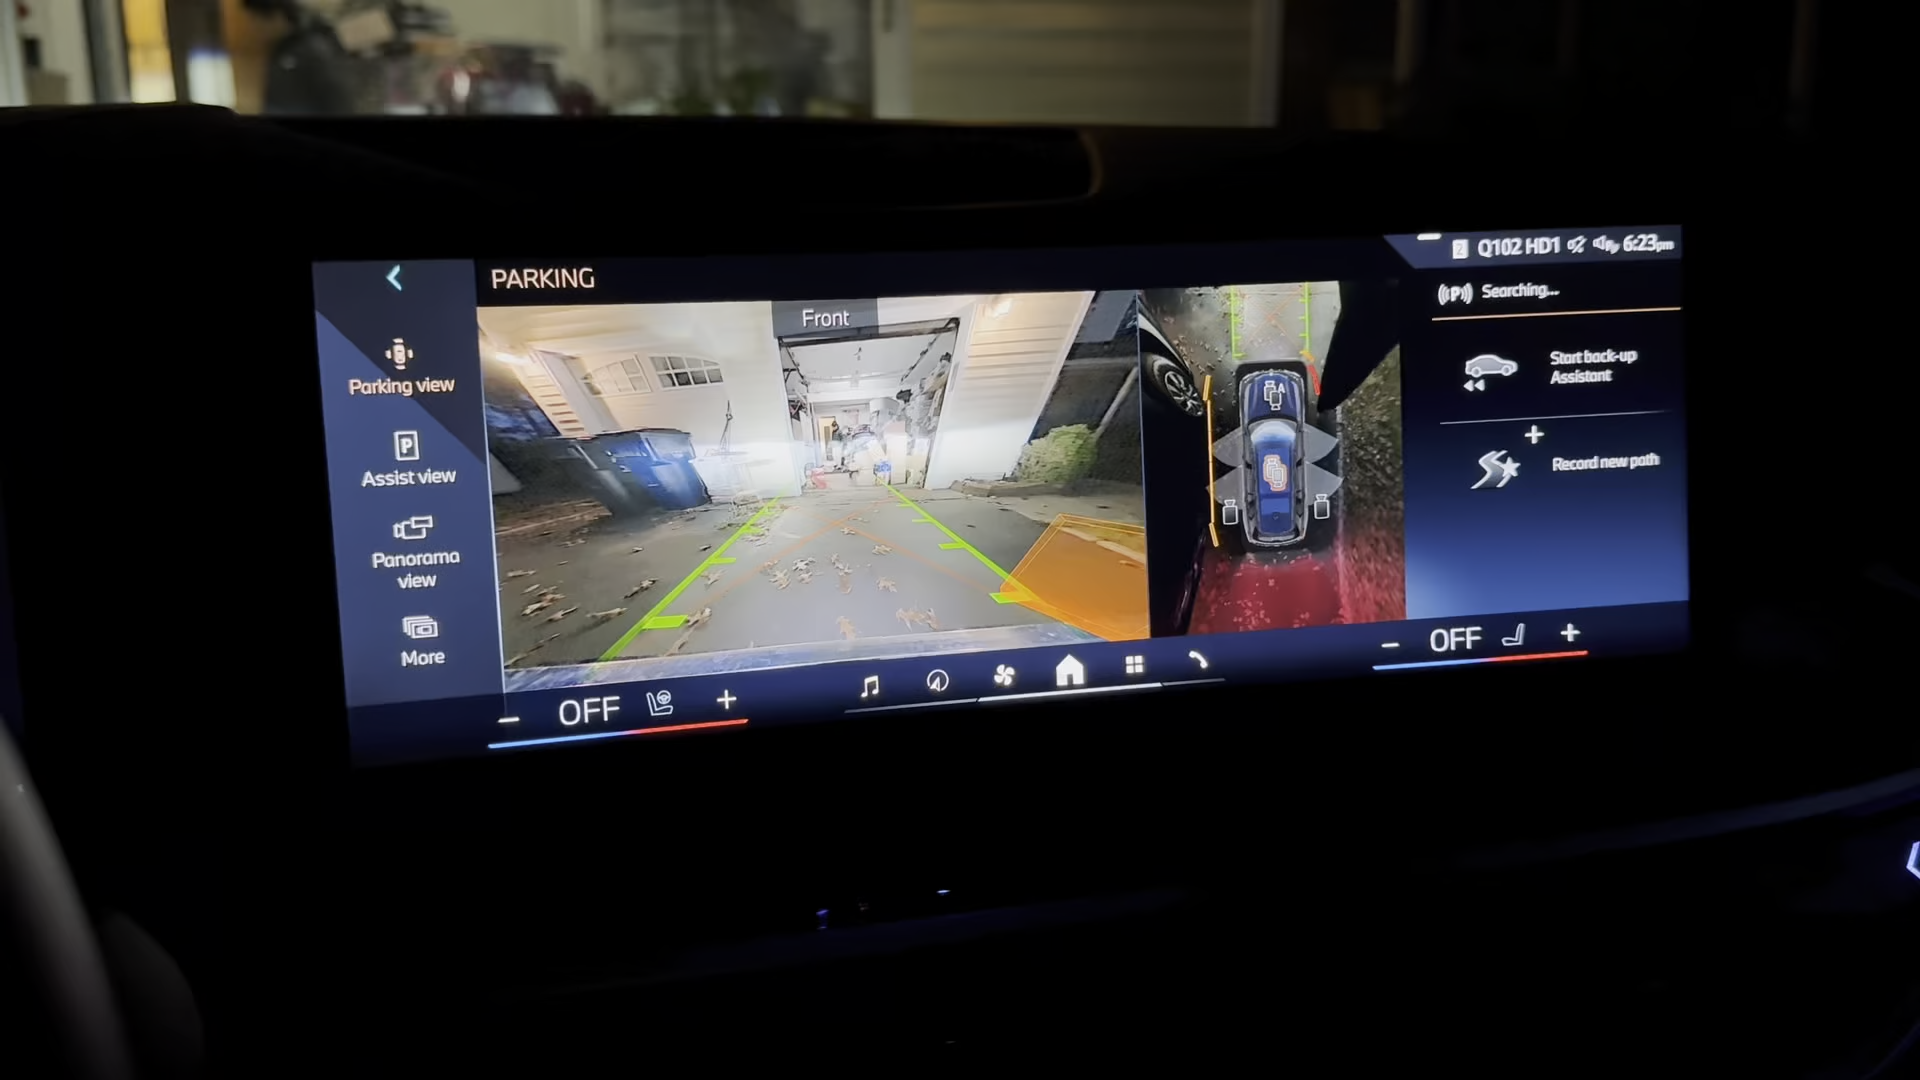 PARKING
Q102 HD1 6:23pm
Front
Searching...
Parking view
Start back-up
Assistant
P
Assist view
Record new path
Panorama
view
More
OFF
OFF